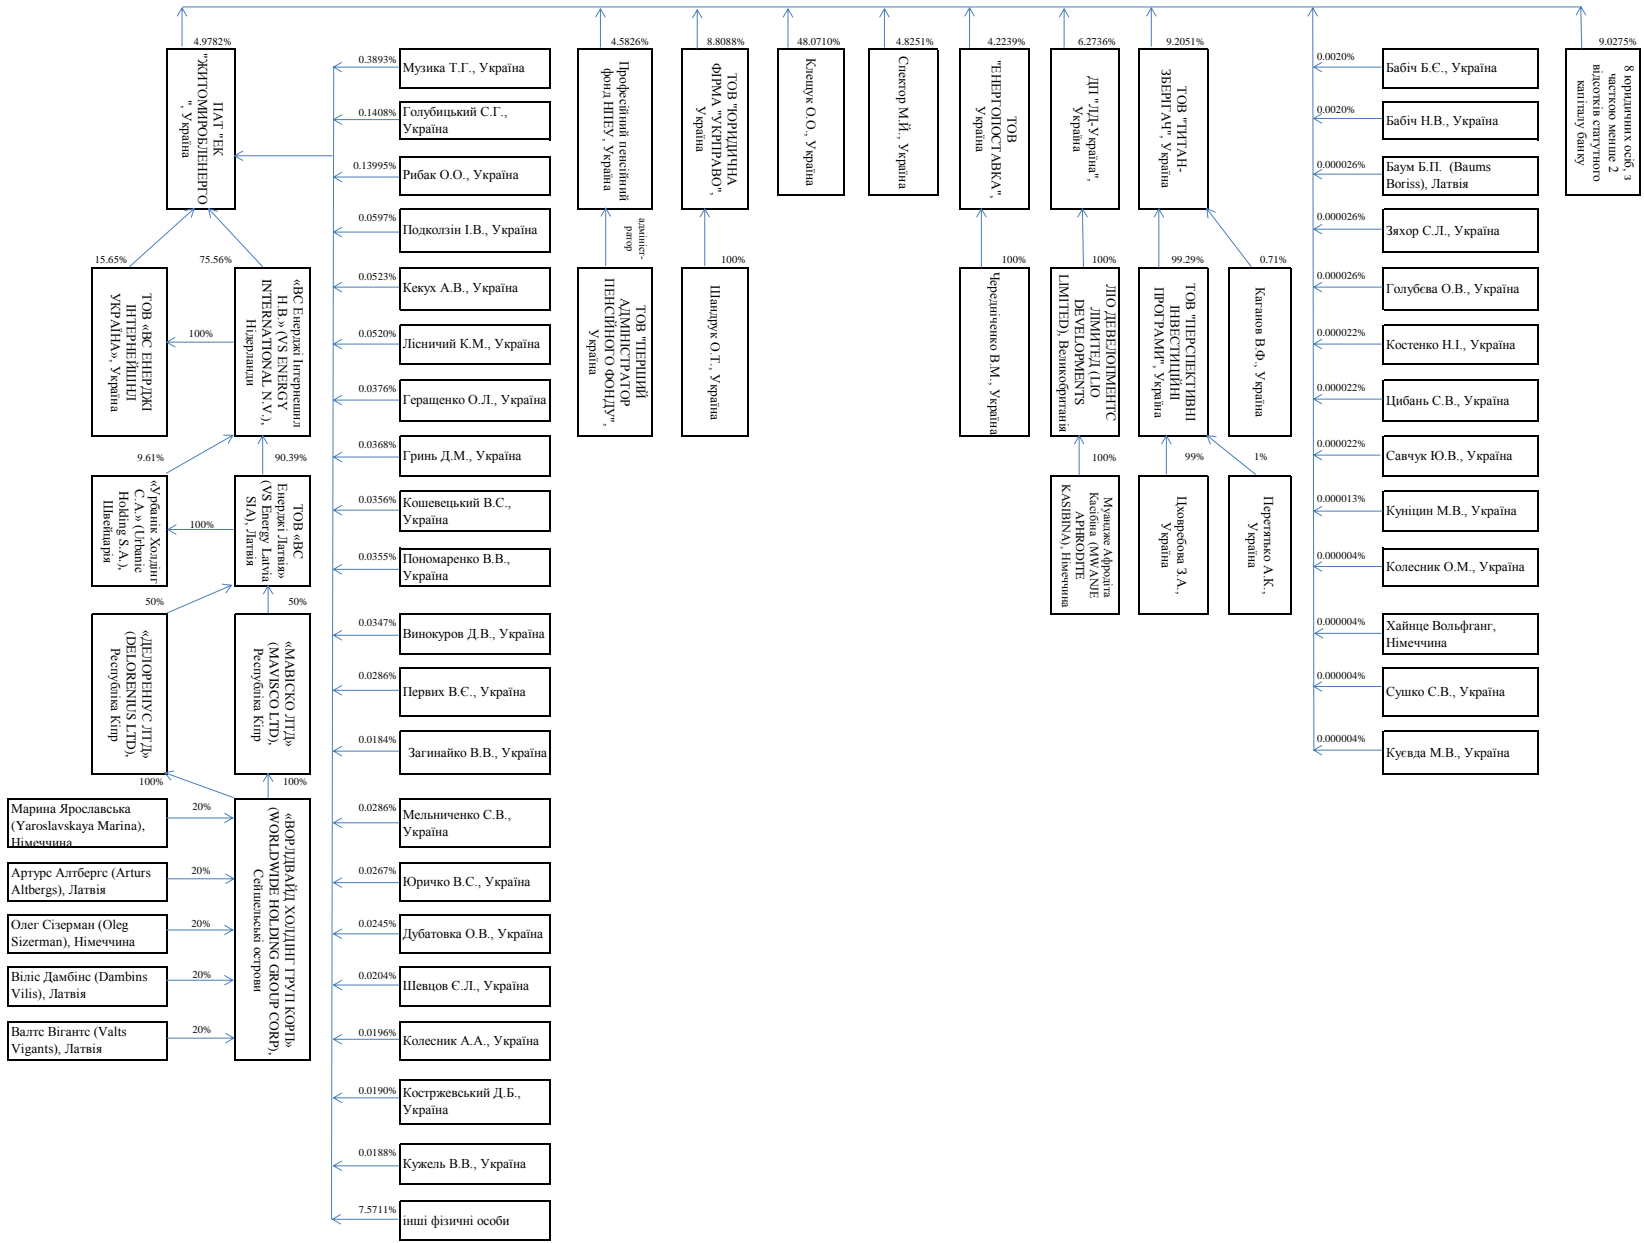 4.9782%
4.5826%
8.8088%
48.0710%
4.8251%
4.2239%
6.2736%
9.2051%
9.0275%
ПАТ "ЕК
"ЖИТОМИРОБЛЕНЕРГО
", Україна
Професійний пенсійний
фонд НПЕУ, Україна
ТОВ "ЮРИДИЧНА
ФІРМА "УКРПРАВО",
Україна
Клещук О.О., Україна
Спектор М.Й., Україна
ТОВ
"ЕНЕРГОПОСТАВКА",
Україна
ДП "ЛД-Україна",
Україна
ТОВ "ТИТАН-
ЗБЕРІГАЧ", Україна
8 юридичних осіб, з
часткою менше 2
відсотків статутного
капіталу банку
15.65%
75.56%
ТОВ «ВС ЕНЕРДЖІ
ІНТЕРНЕЙШНЛ
УКРАЇНА», Україна
100%
«ВС Енерджі Інтернешнл
Н.В.» (VS ENERGY
INTERNATIONAL N.V.),
Нідерланди
9.61%
90.39%
«Урбанік Холдінг
С.А.» (Urbanic
Holding S.A.),
Швейцарія
100%
ТОВ «ВС
Енерджі Латвія»
(VS Energy Latvia
SIA), Латвія
50%
50%
«ДЕЛОРЕНІУС ЛТД»
(DELORENIUS LTD),
Республіка Кіпр
«МАВІСКО ЛТД»
(MAVISCO LTD),
Республіка Кіпр
100%
100%
«ВОРЛДВАЙД ХОЛДІНГ ГРУП КОРП»
(WORLDWIDE HOLDING GROUP CORP),
Сейшельські острови
Марина Ярославська
(Yaroslavskaya Marina),
Німеччина
20%
Артурс Алтбергс (Arturs
Altbergs), Латвія
20%
Олег Сізерман (Oleg
Sizerman), Німеччина
20%
Віліс Дамбінс (Dambins
Vilis), Латвія
20%
Валтс Вігантс (Valts
Vigants), Латвія
20%
0.3893%
Музика Т.Г., Україна
0.1408%
Голубицький С.Г.,
Україна
0.13995%
Рибак О.О., Україна
0.0597%
Подколзін І.В., Україна
0.0523%
Кекух А.В., Україна
0.0520%
Лісничий К.М., Україна
0.0376%
Геращенко О.Л., Україна
0.0368%
Гринь Д.М., Україна
0.0356%
Кошевецький В.С.,
Україна
0.0355%
Пономаренко В.В.,
Україна
0.0347%
Винокуров Д.В., Україна
0.0286%
Первих В.Є., Україна
0.0184%
Загинайко В.В., Україна
0.0286%
Мельниченко С.В.,
Україна
0.0267%
Юричко В.С., Україна
0.0245%
Дубатовка О.В., Україна
0.0204%
Шевцов Є.Л., Україна
0.0196%
Колесник А.А., Україна
0.0190%
Костржевський Д.Б.,
Україна
0.0188%
Кужель В.В., Україна
7.5711%
інші фізичні особи
адмініст-
ратор
ТОВ "ПЕРШИЙ
АДМІНІСТРАТОР
ПЕНСІЙНОГО ФОНДУ",
Україна
100%
Шандрук О.Т., Україна
100%
Чередніченко В.М., Україна
100%
ЛІО ДЕВЕЛОПМЕНТС
ЛІМІТЕД (LIO
DEVELOPMENTS
LIMITED), Великобританія
100%
Муандже Афродіта
Касібіна (MWANJE
APHRODITE
KASIBINA), Німеччина
99.29%
0.71%
ТОВ "ПЕРСПЕКТИВНІ
ІНВЕСТИЦІЙНІ
ПРОГРАМИ", Україна
Каганов В.Ф., Україна
99%
1%
Цховребова З.А.,
Україна
Перетятько А.К.,
Україна
0.0020%
Бабіч Б.Є., Україна
0.0020%
Бабіч Н.В., Україна
0.000026%
Баум Б.П. (Baums
Boriss), Латвія
0.000026%
Зяхор С.Л., Україна
0.000026%
Голубєва О.В., Україна
0.000022%
Костенко Н.І., Україна
0.000022%
Цибань С.В., Україна
0.000022%
Савчук Ю.В., Україна
0.000013%
Куніцин М.В., Україна
0.000004%
Колесник О.М., Україна
0.000004%
Хайнце Вольфганг,
Німеччина
0.000004%
Сушко С.В., Україна
0.000004%
Куєвда М.В., Україна